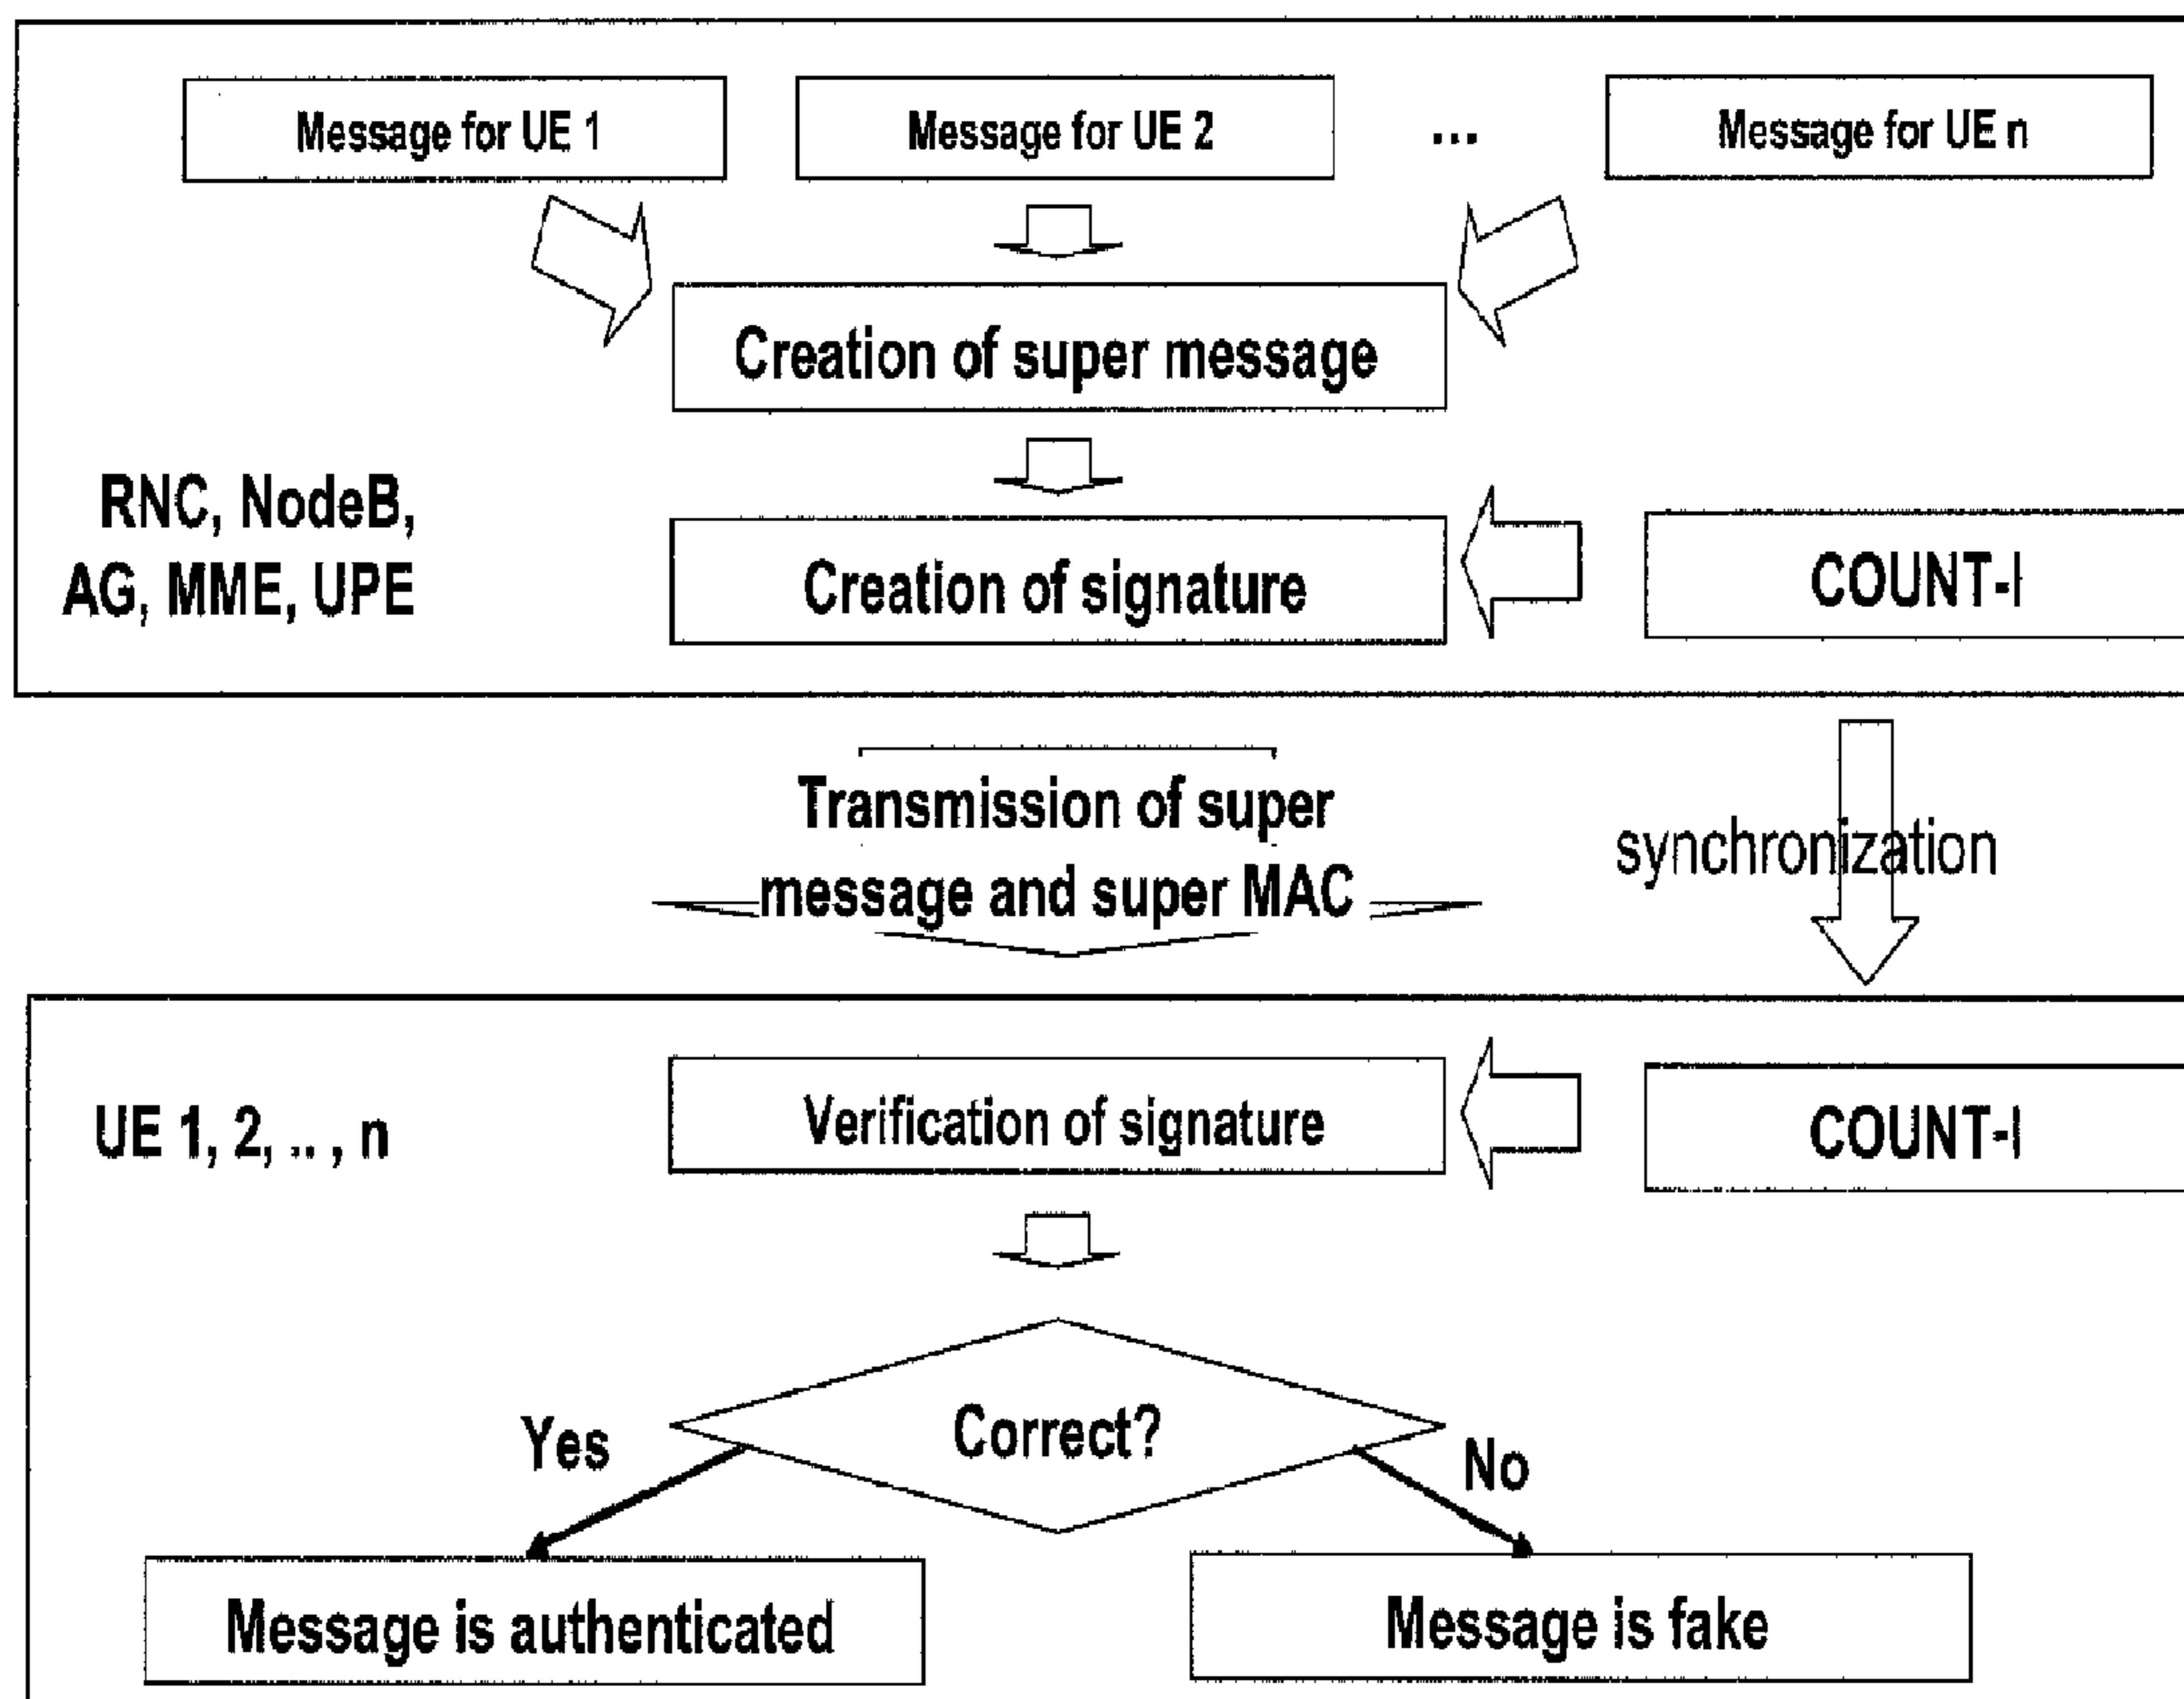 Message for UE 1
Message for UE 2
...
Message for UE n
Creation of super message
RNC, NodeB,
AG, MME, UPE
Creation of signature
COUNT-I
Transmission of super
message and super MAC
synchronization
UE 1, 2, .. , n
Verification of signature
COUNT-I
Correct?
Yes
No
Message is authenticated
Message is fake